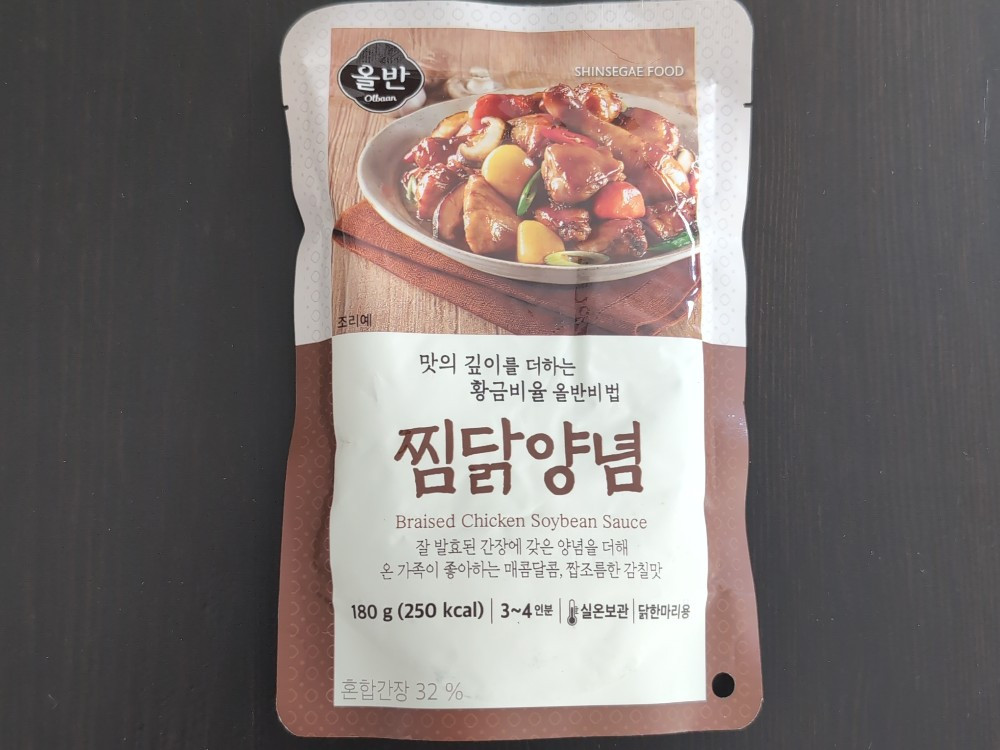 올반
Olbaan
SHINSEGAE FOOD
조리예
맛의 깊이를 더하는
황금비율 올반비법
찜닭양념
Braised Chicken Soybean Sauce
잘 발효된 간장에 갖은 양념을 더해
온 가족이 좋아하는 매콤달콤, 짭조름한 감칠맛
180 g (250 kcal) | 3~4 인분 | 실온보관 | 닭한마리용
혼합간장 32 %